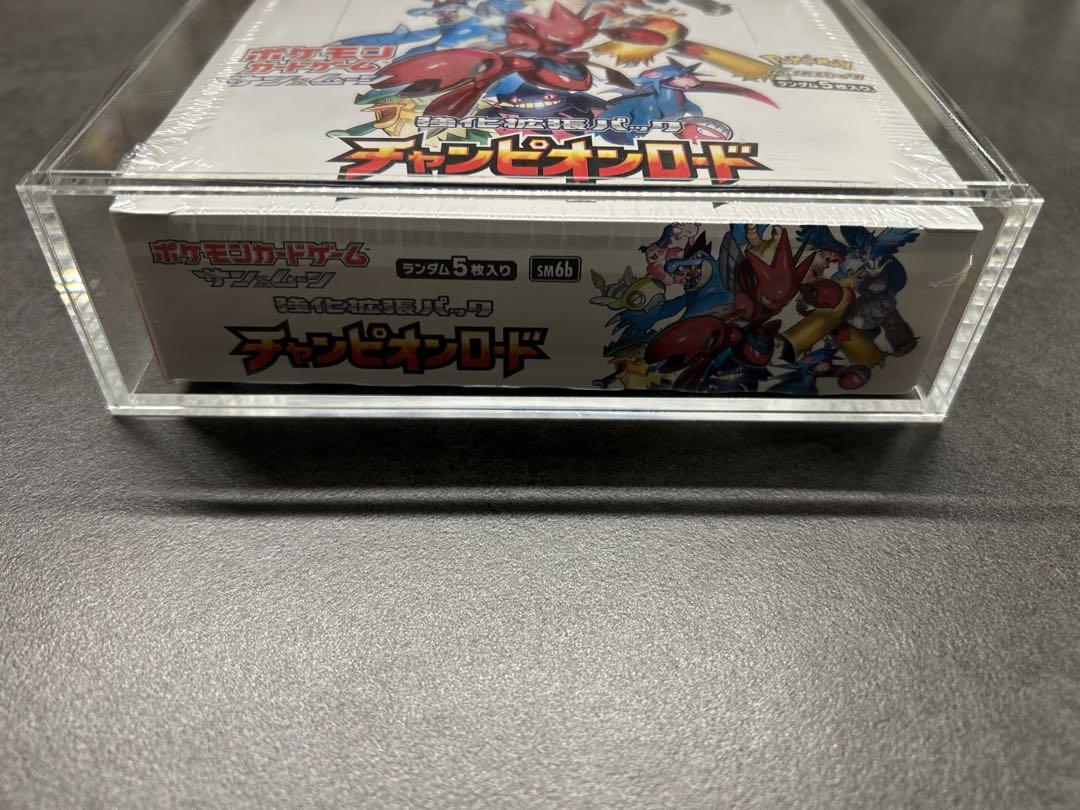 ポケモン
カードゲーム
サン&ムーン
ランダム5枚入り
強化拡張パック
チャンピオンロード
ポケモンカードゲーム
サン&ムーン
ランダム5枚入り
SM6b
強化拡張パック
チャンピオンロード